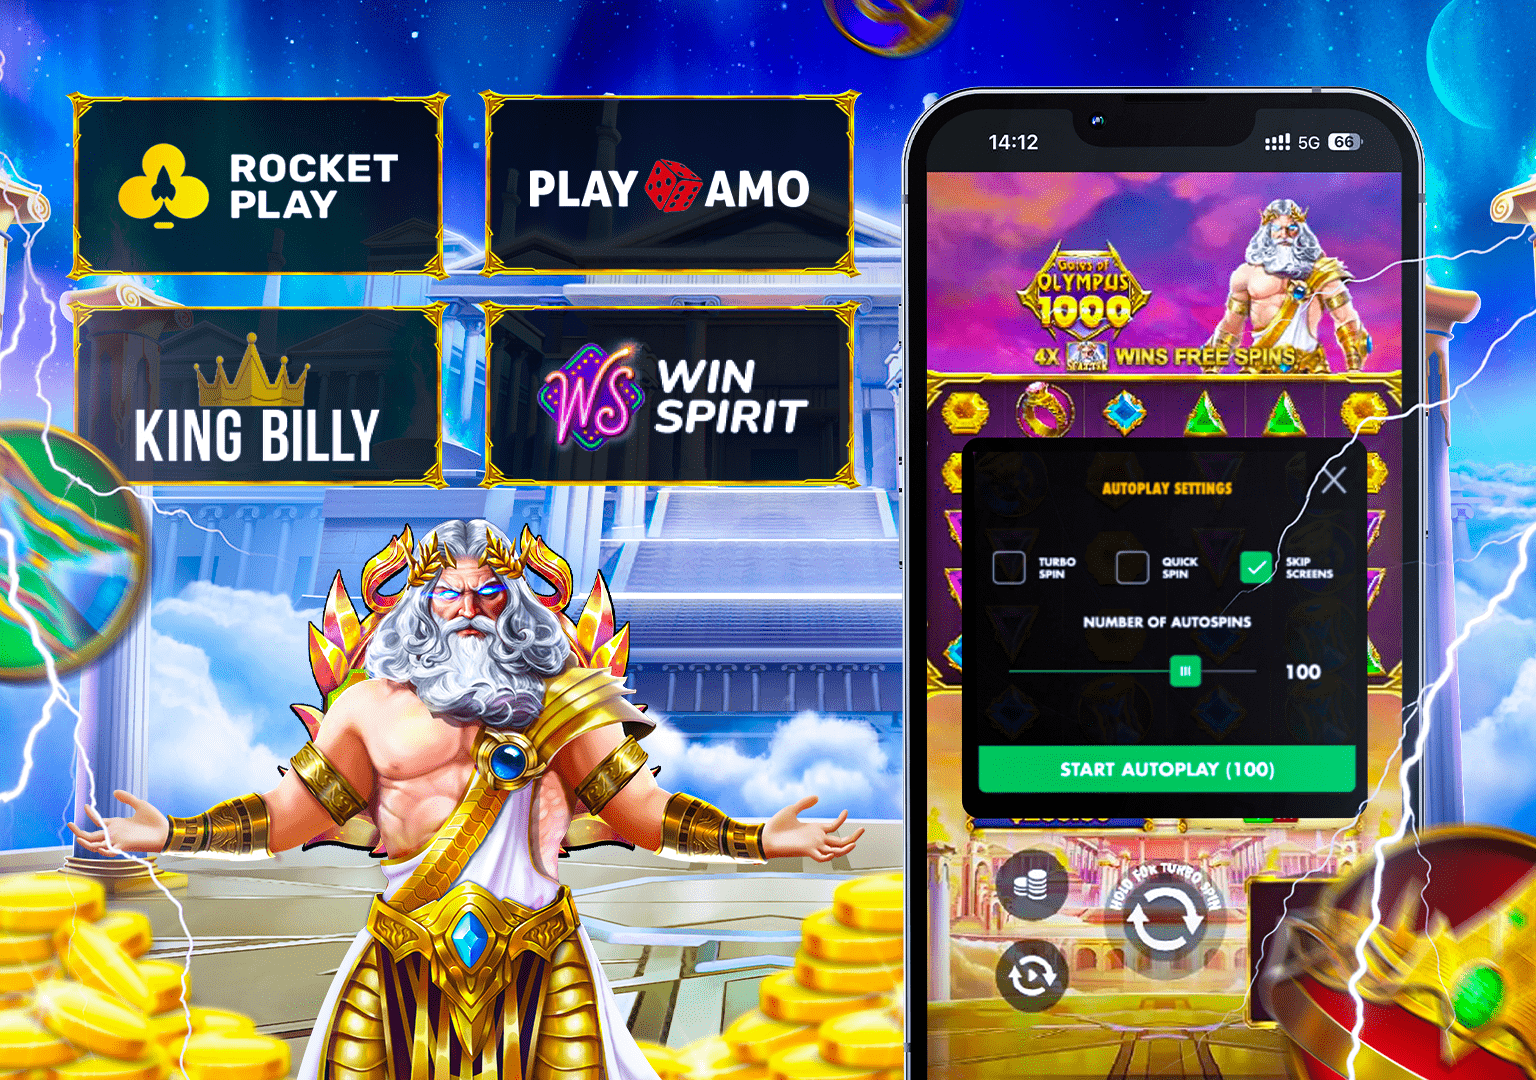 ROCKET
PLAY
PLAY AMO
KING BILLY
WS WIN
SPIRIT
14:12
5G 66
GATES OF
OLYMPUS
1000
4X SCATTER WINS FREE SPINS
AUTOPLAY SETTINGS
TURBO
SPIN
QUICK
SPIN
SKIP
SCREENS
NUMBER OF AUTOSPINS
100
START AUTOPLAY (100)
HOLD FOR TURBO SPIN